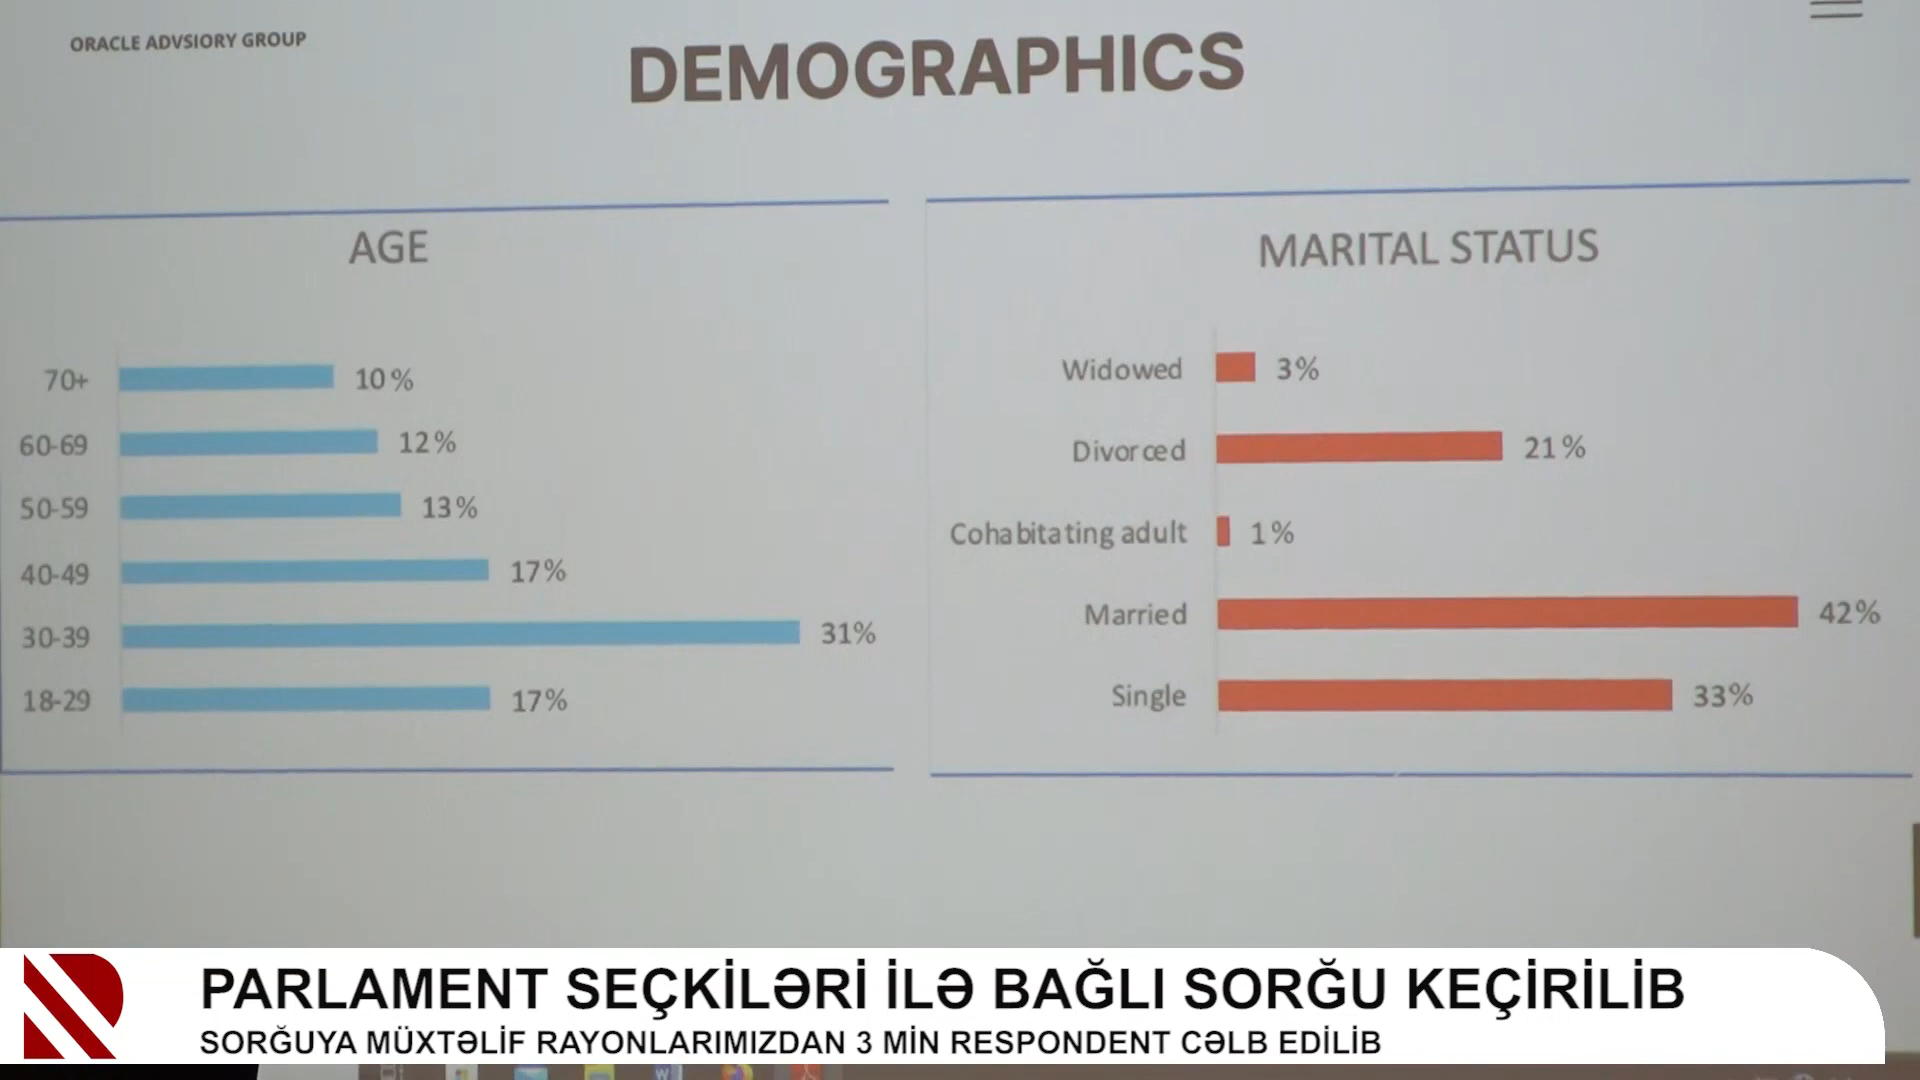 ORACLE ADVSIORY GROUP
DEMOGRAPHICS
AGE
70+ 10%
60-69 12%
50-59 13%
40-49 17%
30-39 31%
18-29 17%
MARITAL STATUS
Widowed 3%
Divorced 21%
Cohabitating adult 1%
Married 42%
Single 33%
PARLAMENT SEÇKİLƏRİ İLƏ BAĞLI SORĞU KEÇİRİLİB
SORĞUYA MÜXTƏLİF RAYONLARIMIZDAN 3 MİN RESPONDENT CƏLB EDİLİB